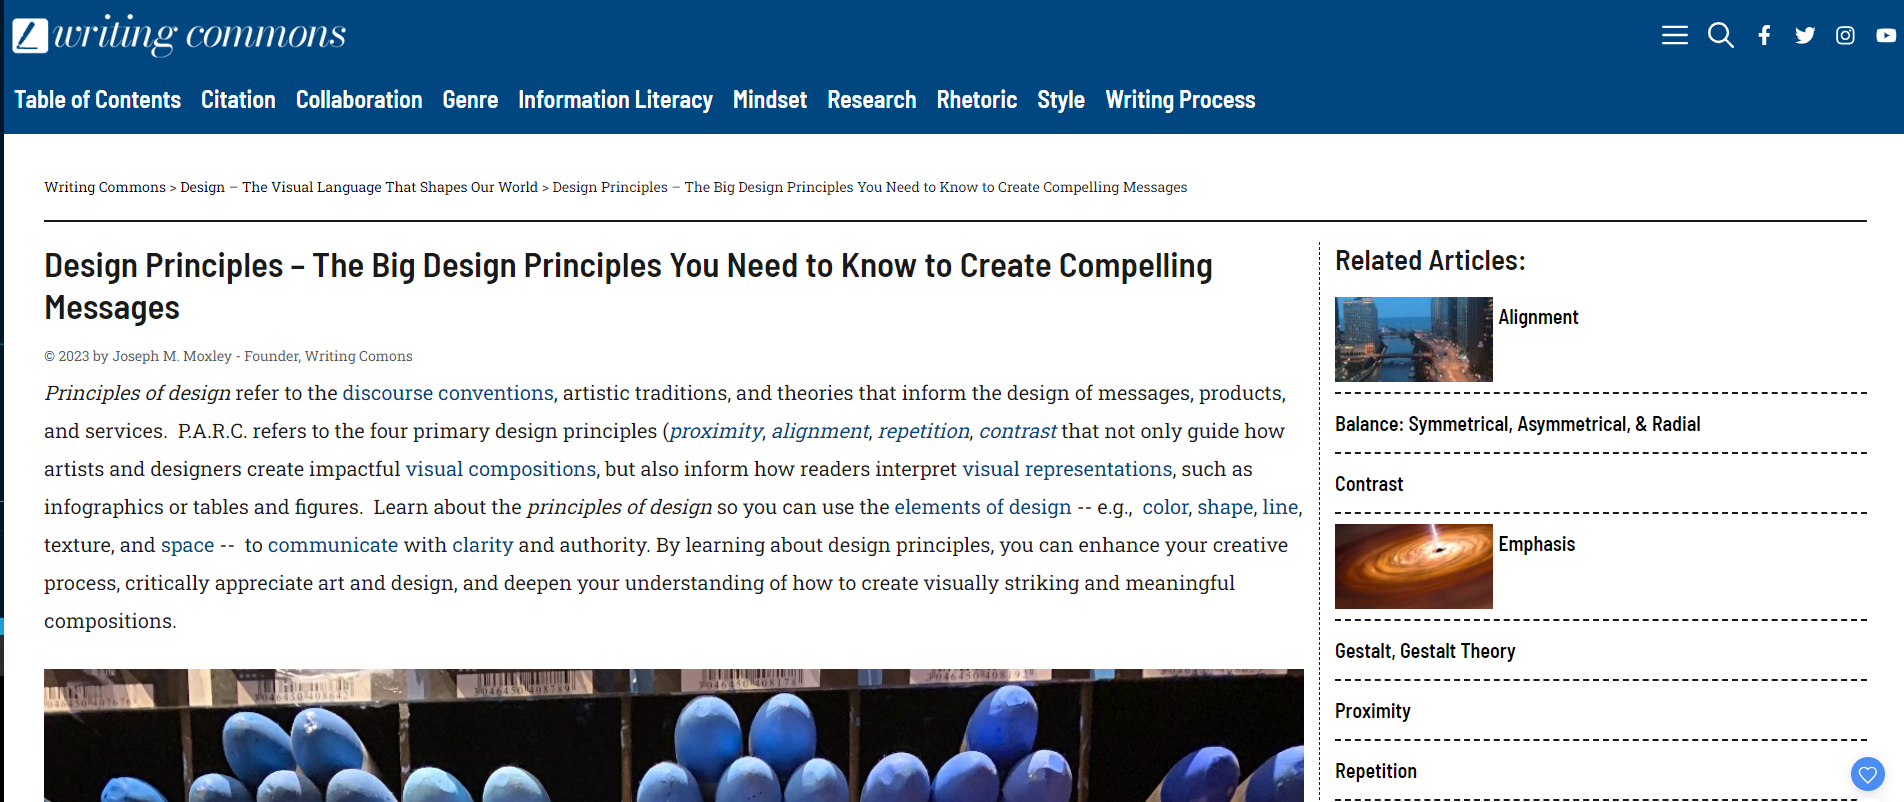 writing commons
Table of Contents Citation Collaboration Genre Information Literacy Mindset Research Rhetoric Style Writing Process
Writing Commons > Design – The Visual Language That Shapes Our World > Design Principles – The Big Design Principles You Need to Know to Create Compelling Messages
Design Principles – The Big Design Principles You Need to Know to Create Compelling
Messages
© 2023 by Joseph M. Moxley - Founder, Writing Comons
Principles of design refer to the discourse conventions, artistic traditions, and theories that inform the design of messages, products,
and services.  P.A.R.C. refers to the four primary design principles (proximity, alignment, repetition, contrast that not only guide how
artists and designers create impactful visual compositions, but also inform how readers interpret visual representations, such as
infographics or tables and figures.  Learn about the principles of design so you can use the elements of design -- e.g.,  color, shape, line,
texture, and space --  to communicate with clarity and authority. By learning about design principles, you can enhance your creative
process, critically appreciate art and design, and deepen your understanding of how to create visually striking and meaningful
compositions.
Related Articles:
Alignment
Balance: Symmetrical, Asymmetrical, & Radial
Contrast
Emphasis
Gestalt, Gestalt Theory
Proximity
Repetition